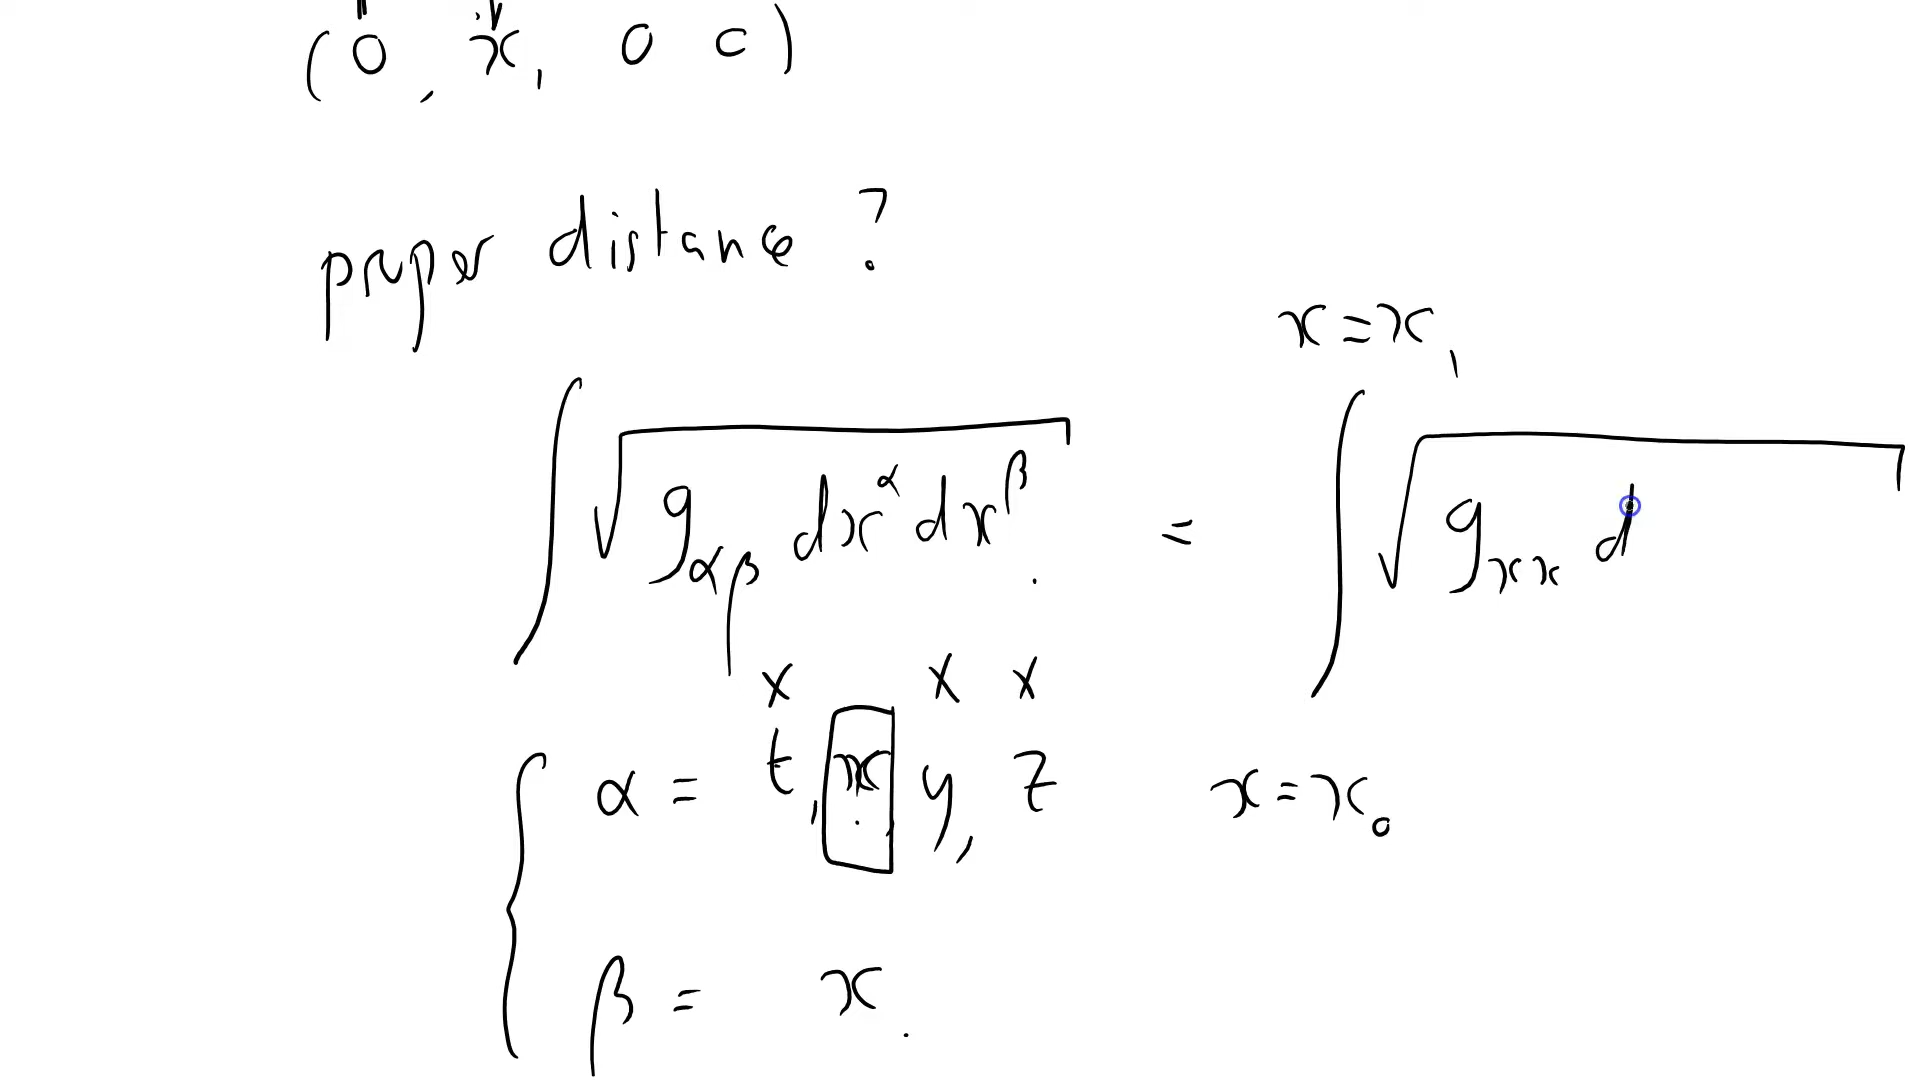 (0, x, 0 c)
proper distance ?
x = x₁
∫ √(g_αβ dx^α dx^β) = ∫ √(g_xx d
x x x
α = t, x, y, z x = x₀
β = x.